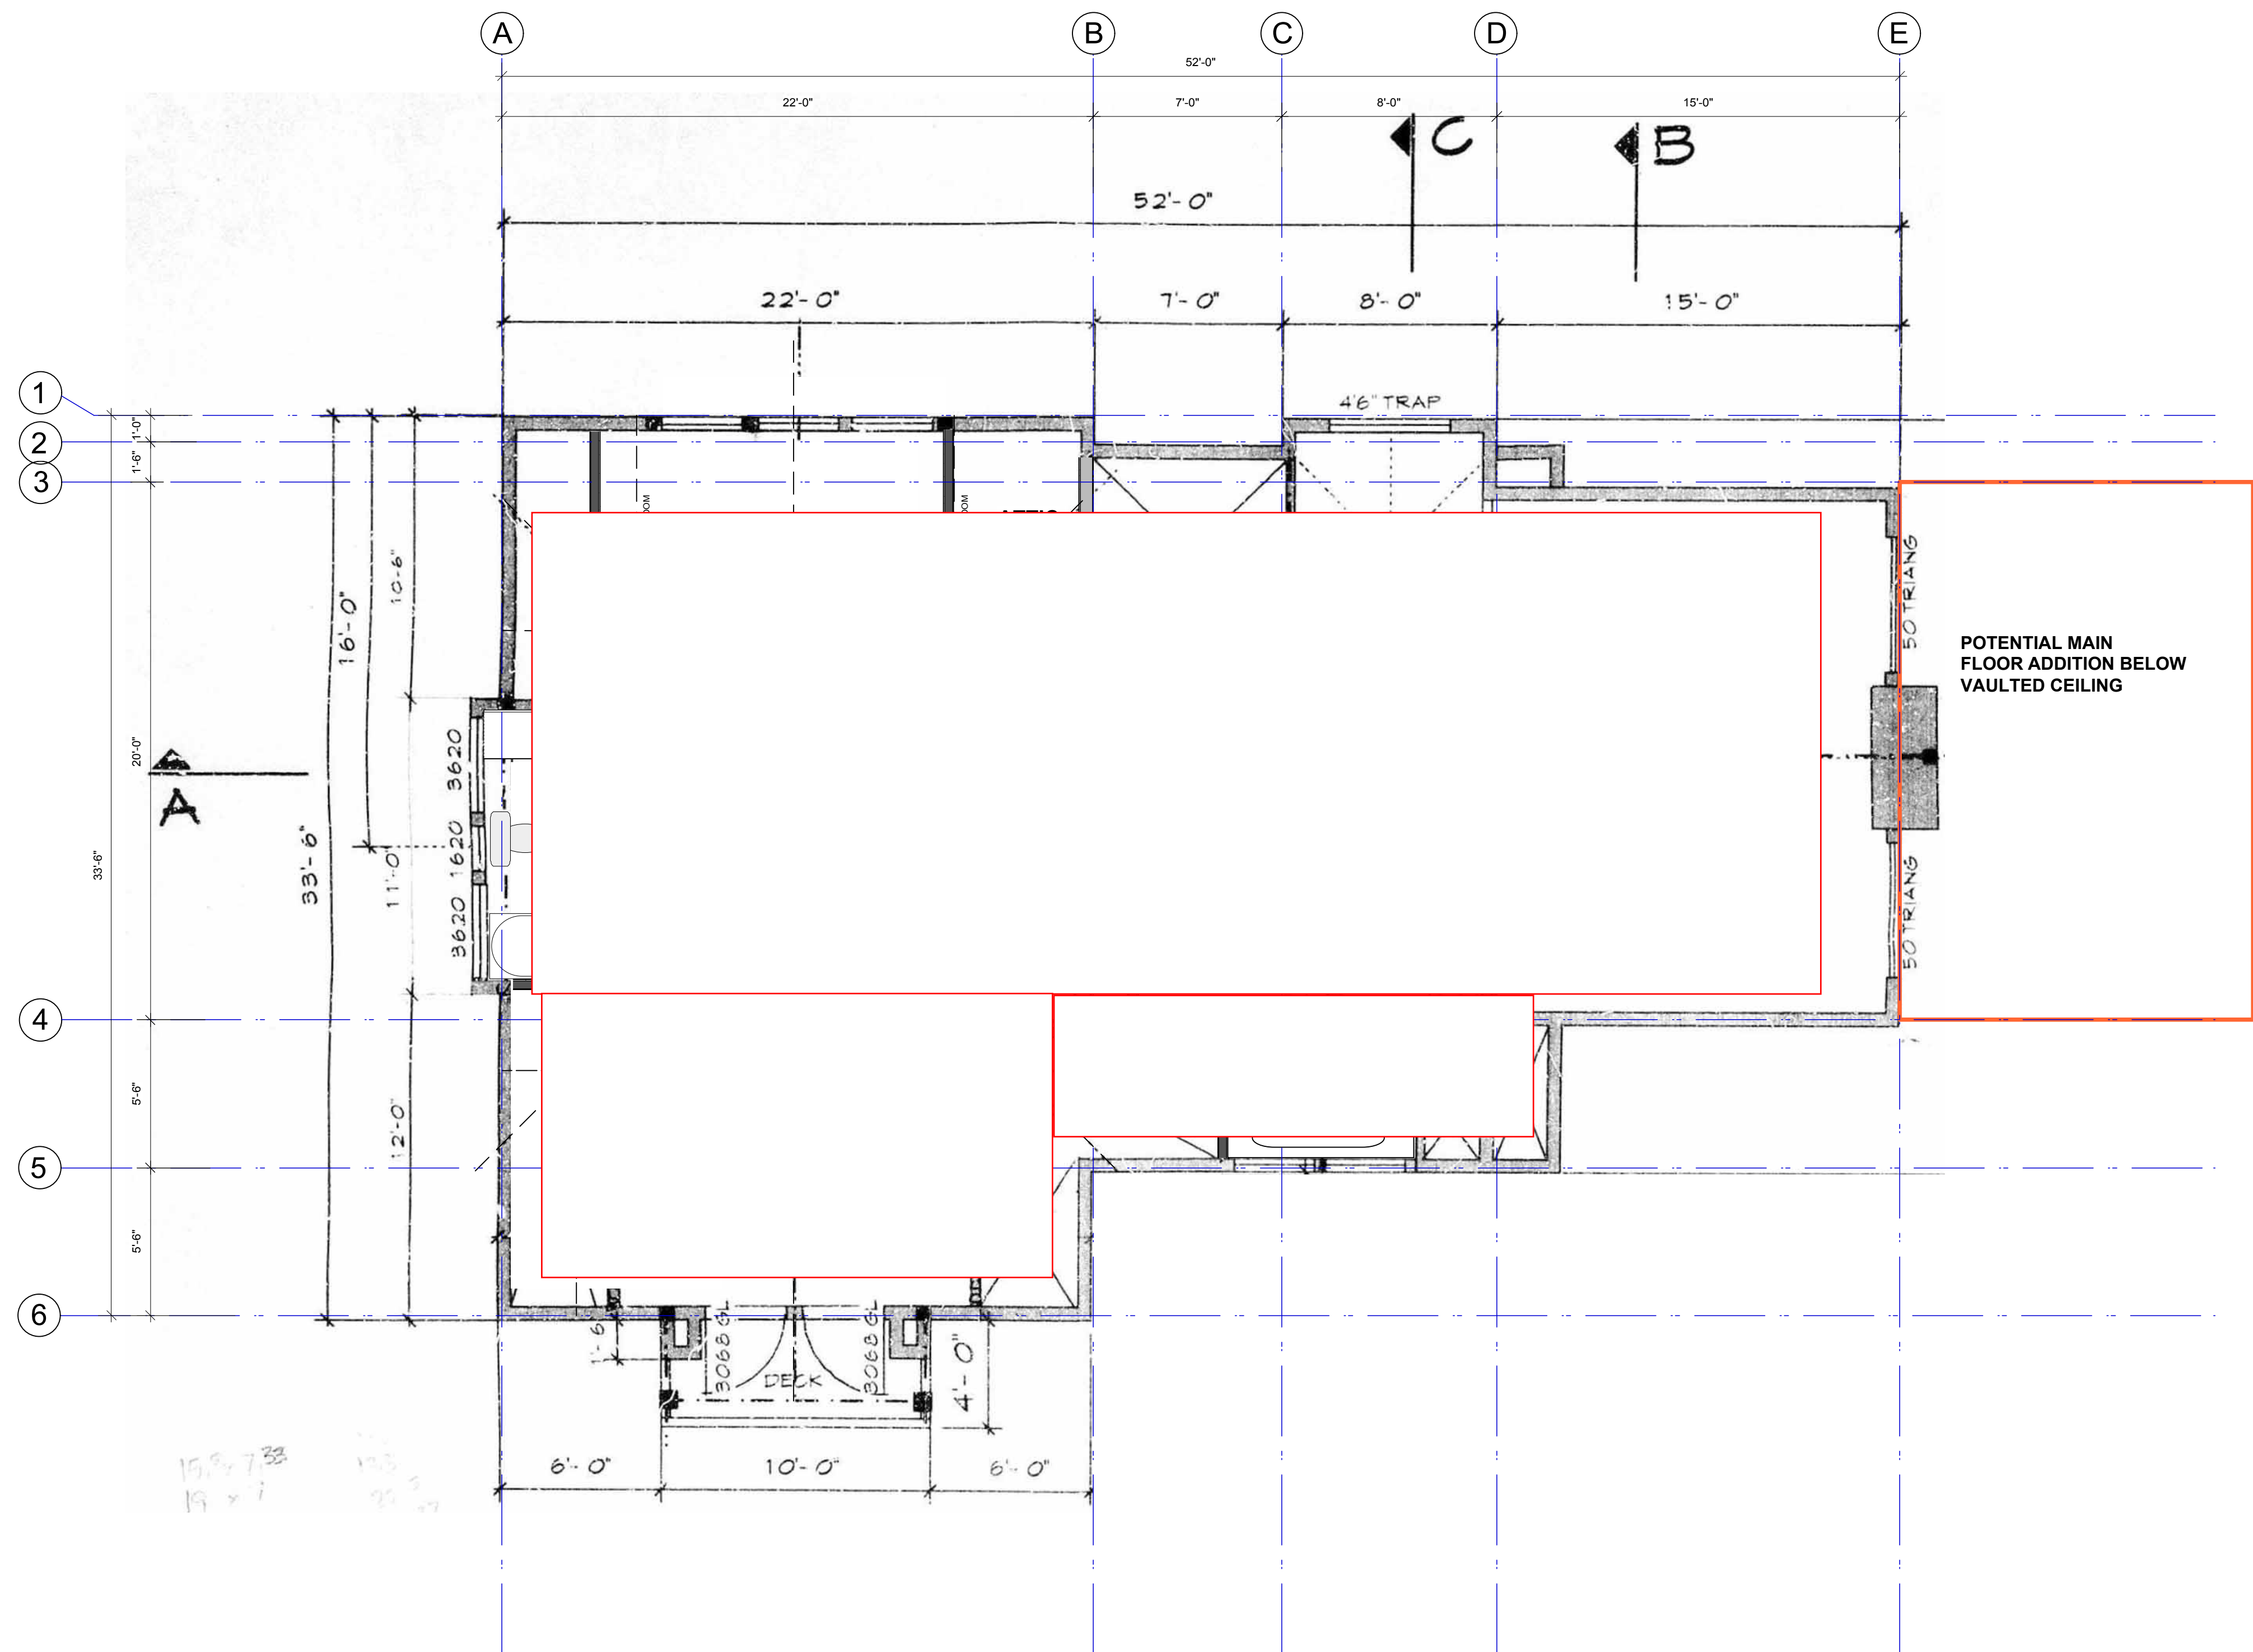 A
B
C
D
E
52'-0"
22'-0"
7'-0"
8'-0"
15'-0"
C
B
52'-0"
22'-0"
7'-0"
8'-0"
15'-0"
1
2
3
4
5
6
1'-0"
1'-6"
20'-0"
33'-6"
5'-6"
5'-6"
33'-6"
16'-0"
10-6"
11'-0"
12'-0"
A
4'6" TRAP
3620
1620
3620
50 TRIANG
50 TRIANG
POTENTIAL MAIN
FLOOR ADDITION BELOW
VAULTED CEILING
1'-6"
3068 GL
3068 GL
DECK
4'-0"
6'-0"
10'-0"
6'-0"